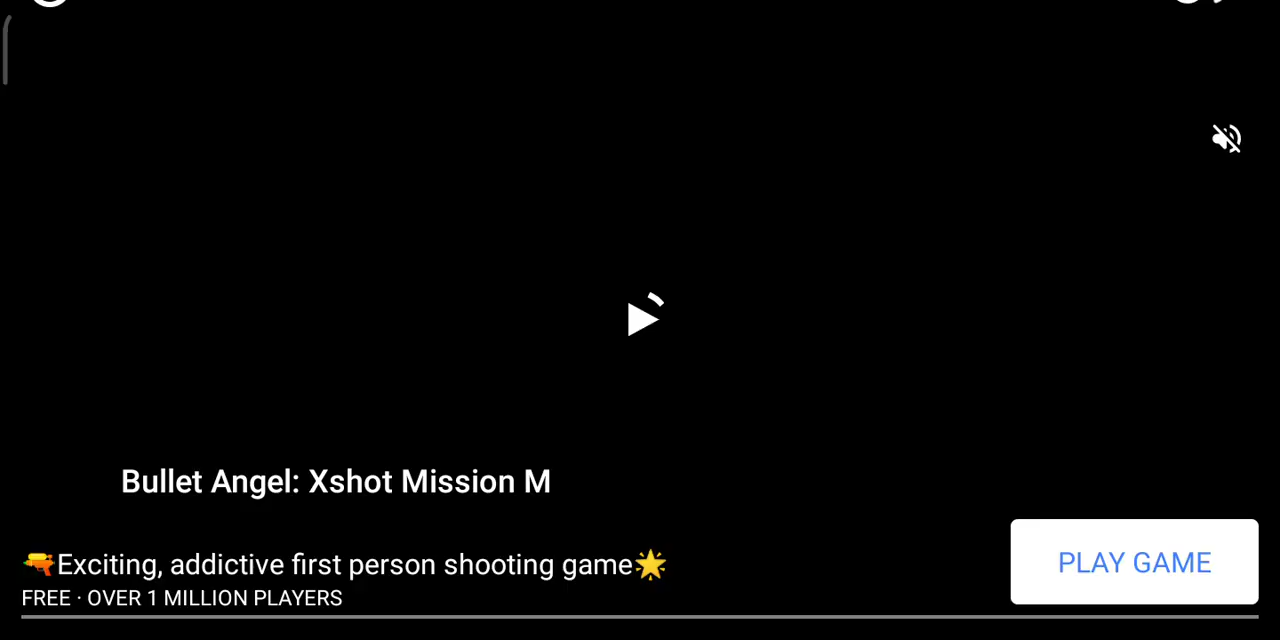 Bullet Angel: Xshot Mission M
🔫Exciting, addictive first person shooting game🌟
FREE · OVER 1 MILLION PLAYERS
PLAY GAME